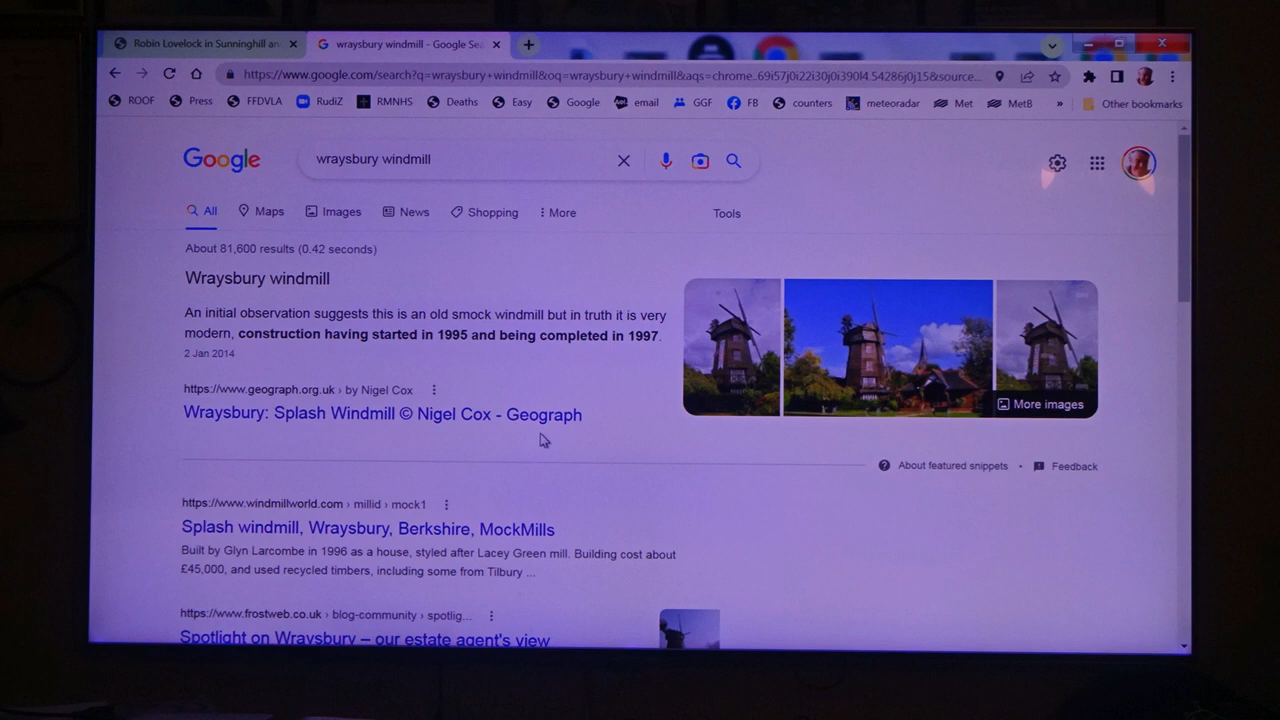 Robin Lovelock in Sunninghill an
wraysbury windmill - Google Sea
https://www.google.com/search?q=wraysbury+windmill&oq=wraysbury+windmill&aqs=chrome..69i57j0i22i30j0i390l4.54286j0j15&source...
ROOF Press FFDVLA RudiZ RMNHS Deaths Easy Google email GGF FB counters meteoradar Met MetB » Other bookmarks
Google
wraysbury windmill
All Maps Images News Shopping More Tools
About 81,600 results (0.42 seconds)
Wraysbury windmill
An initial observation suggests this is an old smock windmill but in truth it is very
modern, construction having started in 1995 and being completed in 1997.
2 Jan 2014
https://www.geograph.org.uk › by Nigel Cox
Wraysbury: Splash Windmill © Nigel Cox - Geograph
More images
About featured snippets • Feedback
https://www.windmillworld.com › millid › mock1
Splash windmill, Wraysbury, Berkshire, MockMills
Built by Glyn Larcombe in 1996 as a house, styled after Lacey Green mill. Building cost about
£45,000, and used recycled timbers, including some from Tilbury ...
https://www.frostweb.co.uk › blog-community › spotlig...
Spotlight on Wraysbury – our estate agent's view